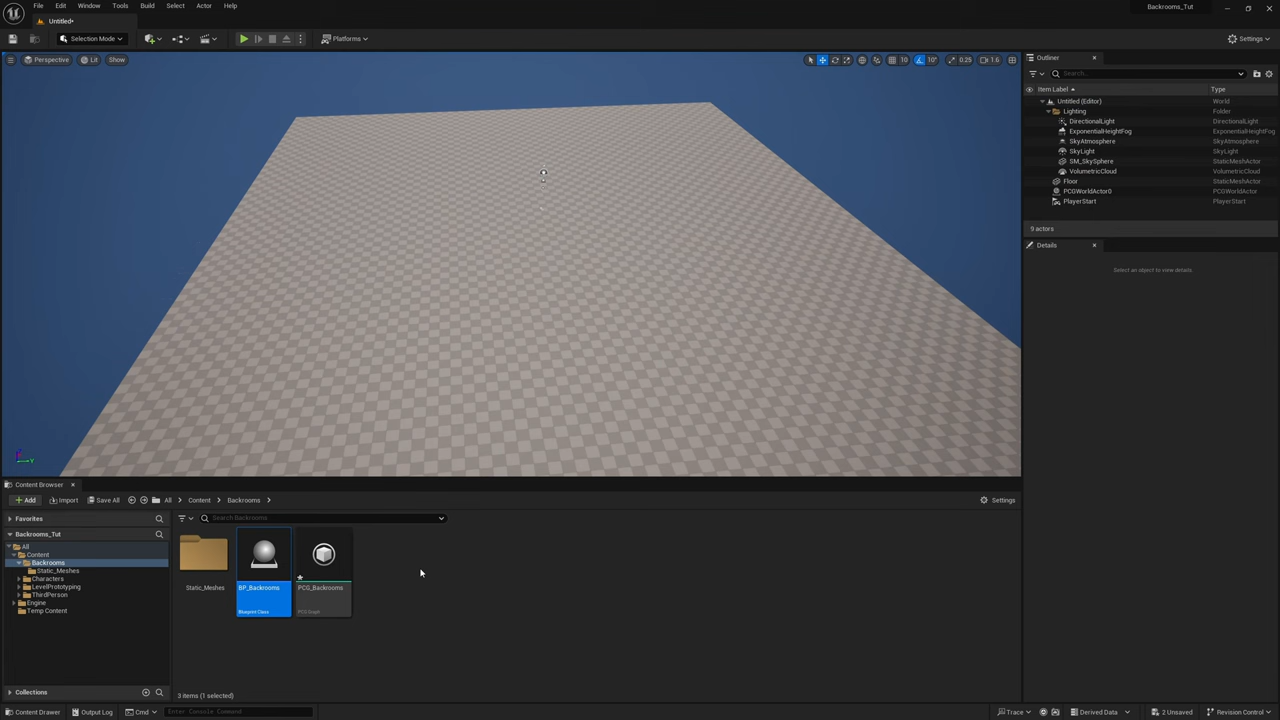 File Edit Window Tools Build Select Actor Help
Backrooms_Tut
Untitled*
Selection Mode
Platforms
Settings
Perspective Lit Show
10 10° 0.25 1.6
Outliner
Search...
Item Label Type
Untitled (Editor) World
Lighting Folder
DirectionalLight DirectionalLight
ExponentialHeightFog ExponentialHeightFog
SkyAtmosphere SkyAtmosphere
SkyLight SkyLight
SM_SkySphere StaticMeshActor
VolumetricCloud VolumetricCloud
Floor StaticMeshActor
PCGWorldActor0 PCGWorldActor
PlayerStart PlayerStart
9 actors
Details
Select an object to view details.
Content Browser
Add Import Save All All Content Backrooms Settings
Favorites
Search Backrooms
Backrooms_Tut
All
Content
Backrooms
Static_Meshes
Characters
LevelPrototyping
ThirdPerson
Engine
Temp Content
Static_Meshes
BP_Backrooms
Blueprint Class
PCG_Backrooms
PCG Graph
Collections
3 items (1 selected)
Content Drawer Output Log Cmd Enter Console Command Trace Derived Data 2 Unsaved Revision Control